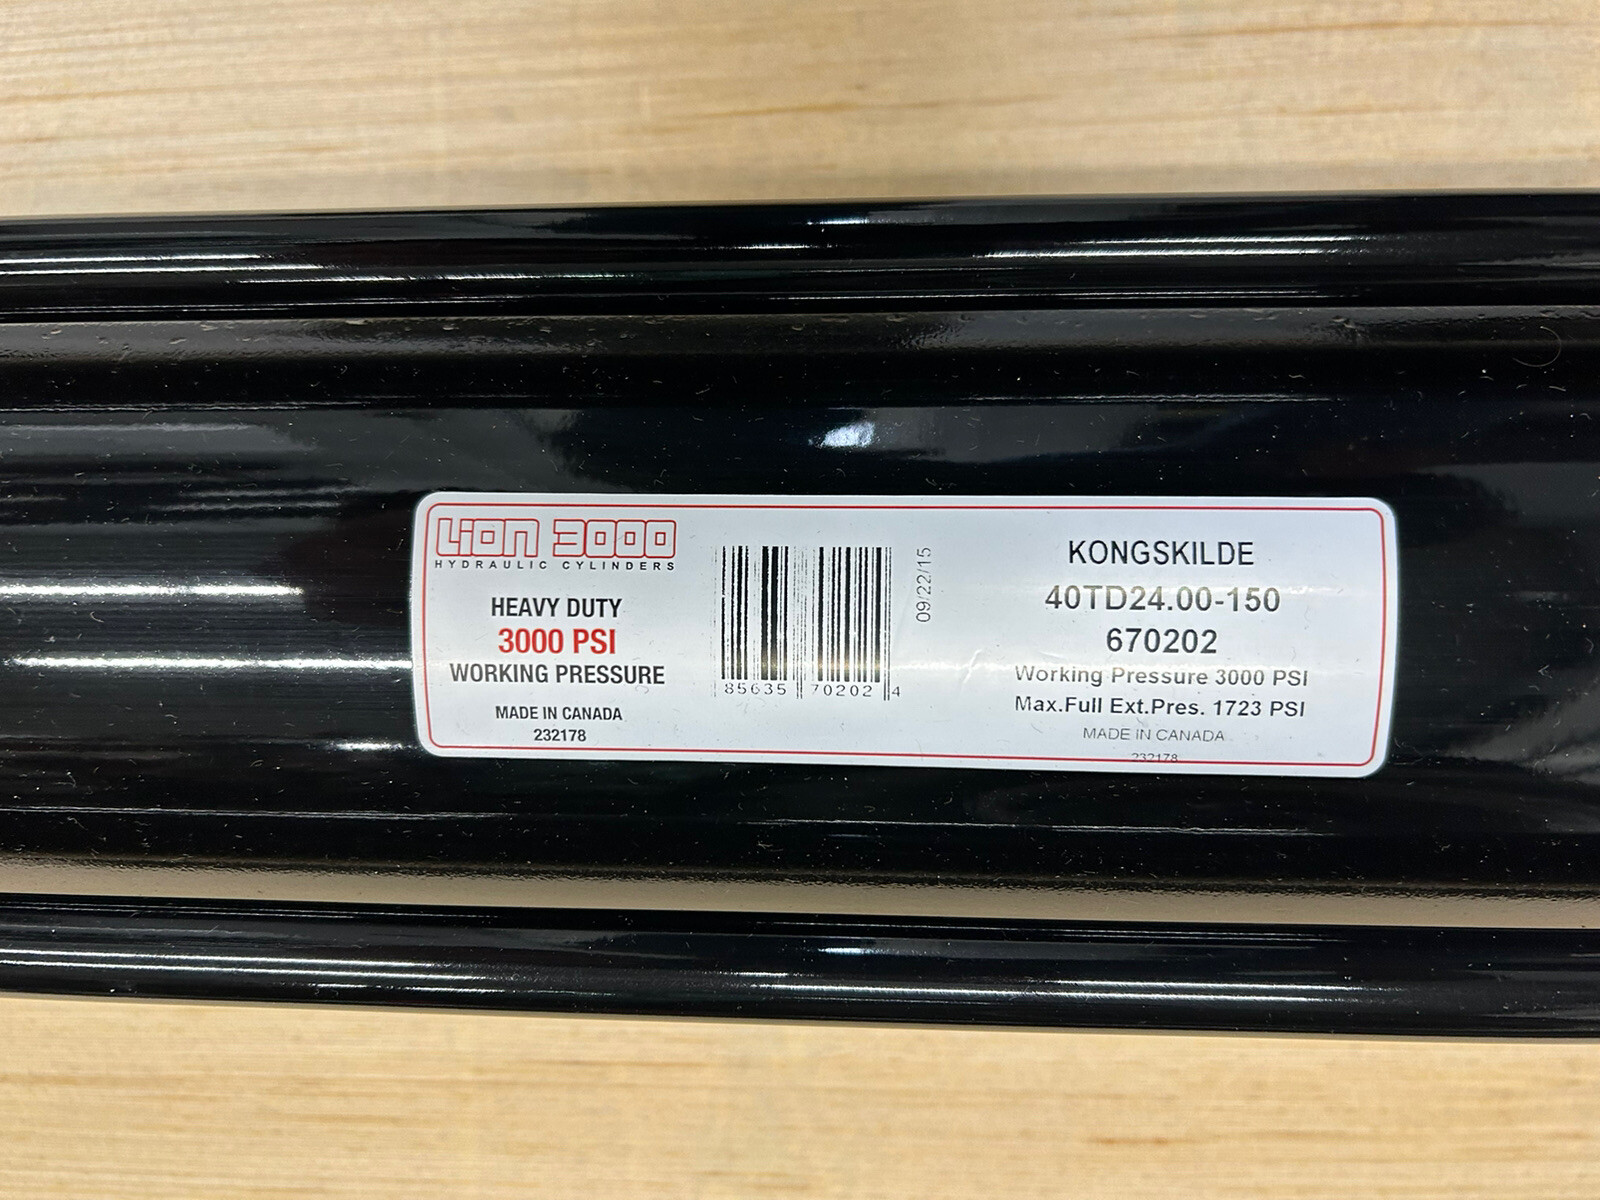 LION 3000
HYDRAULIC CYLINDERS
HEAVY DUTY
3000 PSI
WORKING PRESSURE
MADE IN CANADA
232178
85635 70202 4
09/22/15
KONGSKILDE
40TD24.00-150
670202
Working Pressure 3000 PSI
Max.Full Ext.Pres. 1723 PSI
MADE IN CANADA
232178